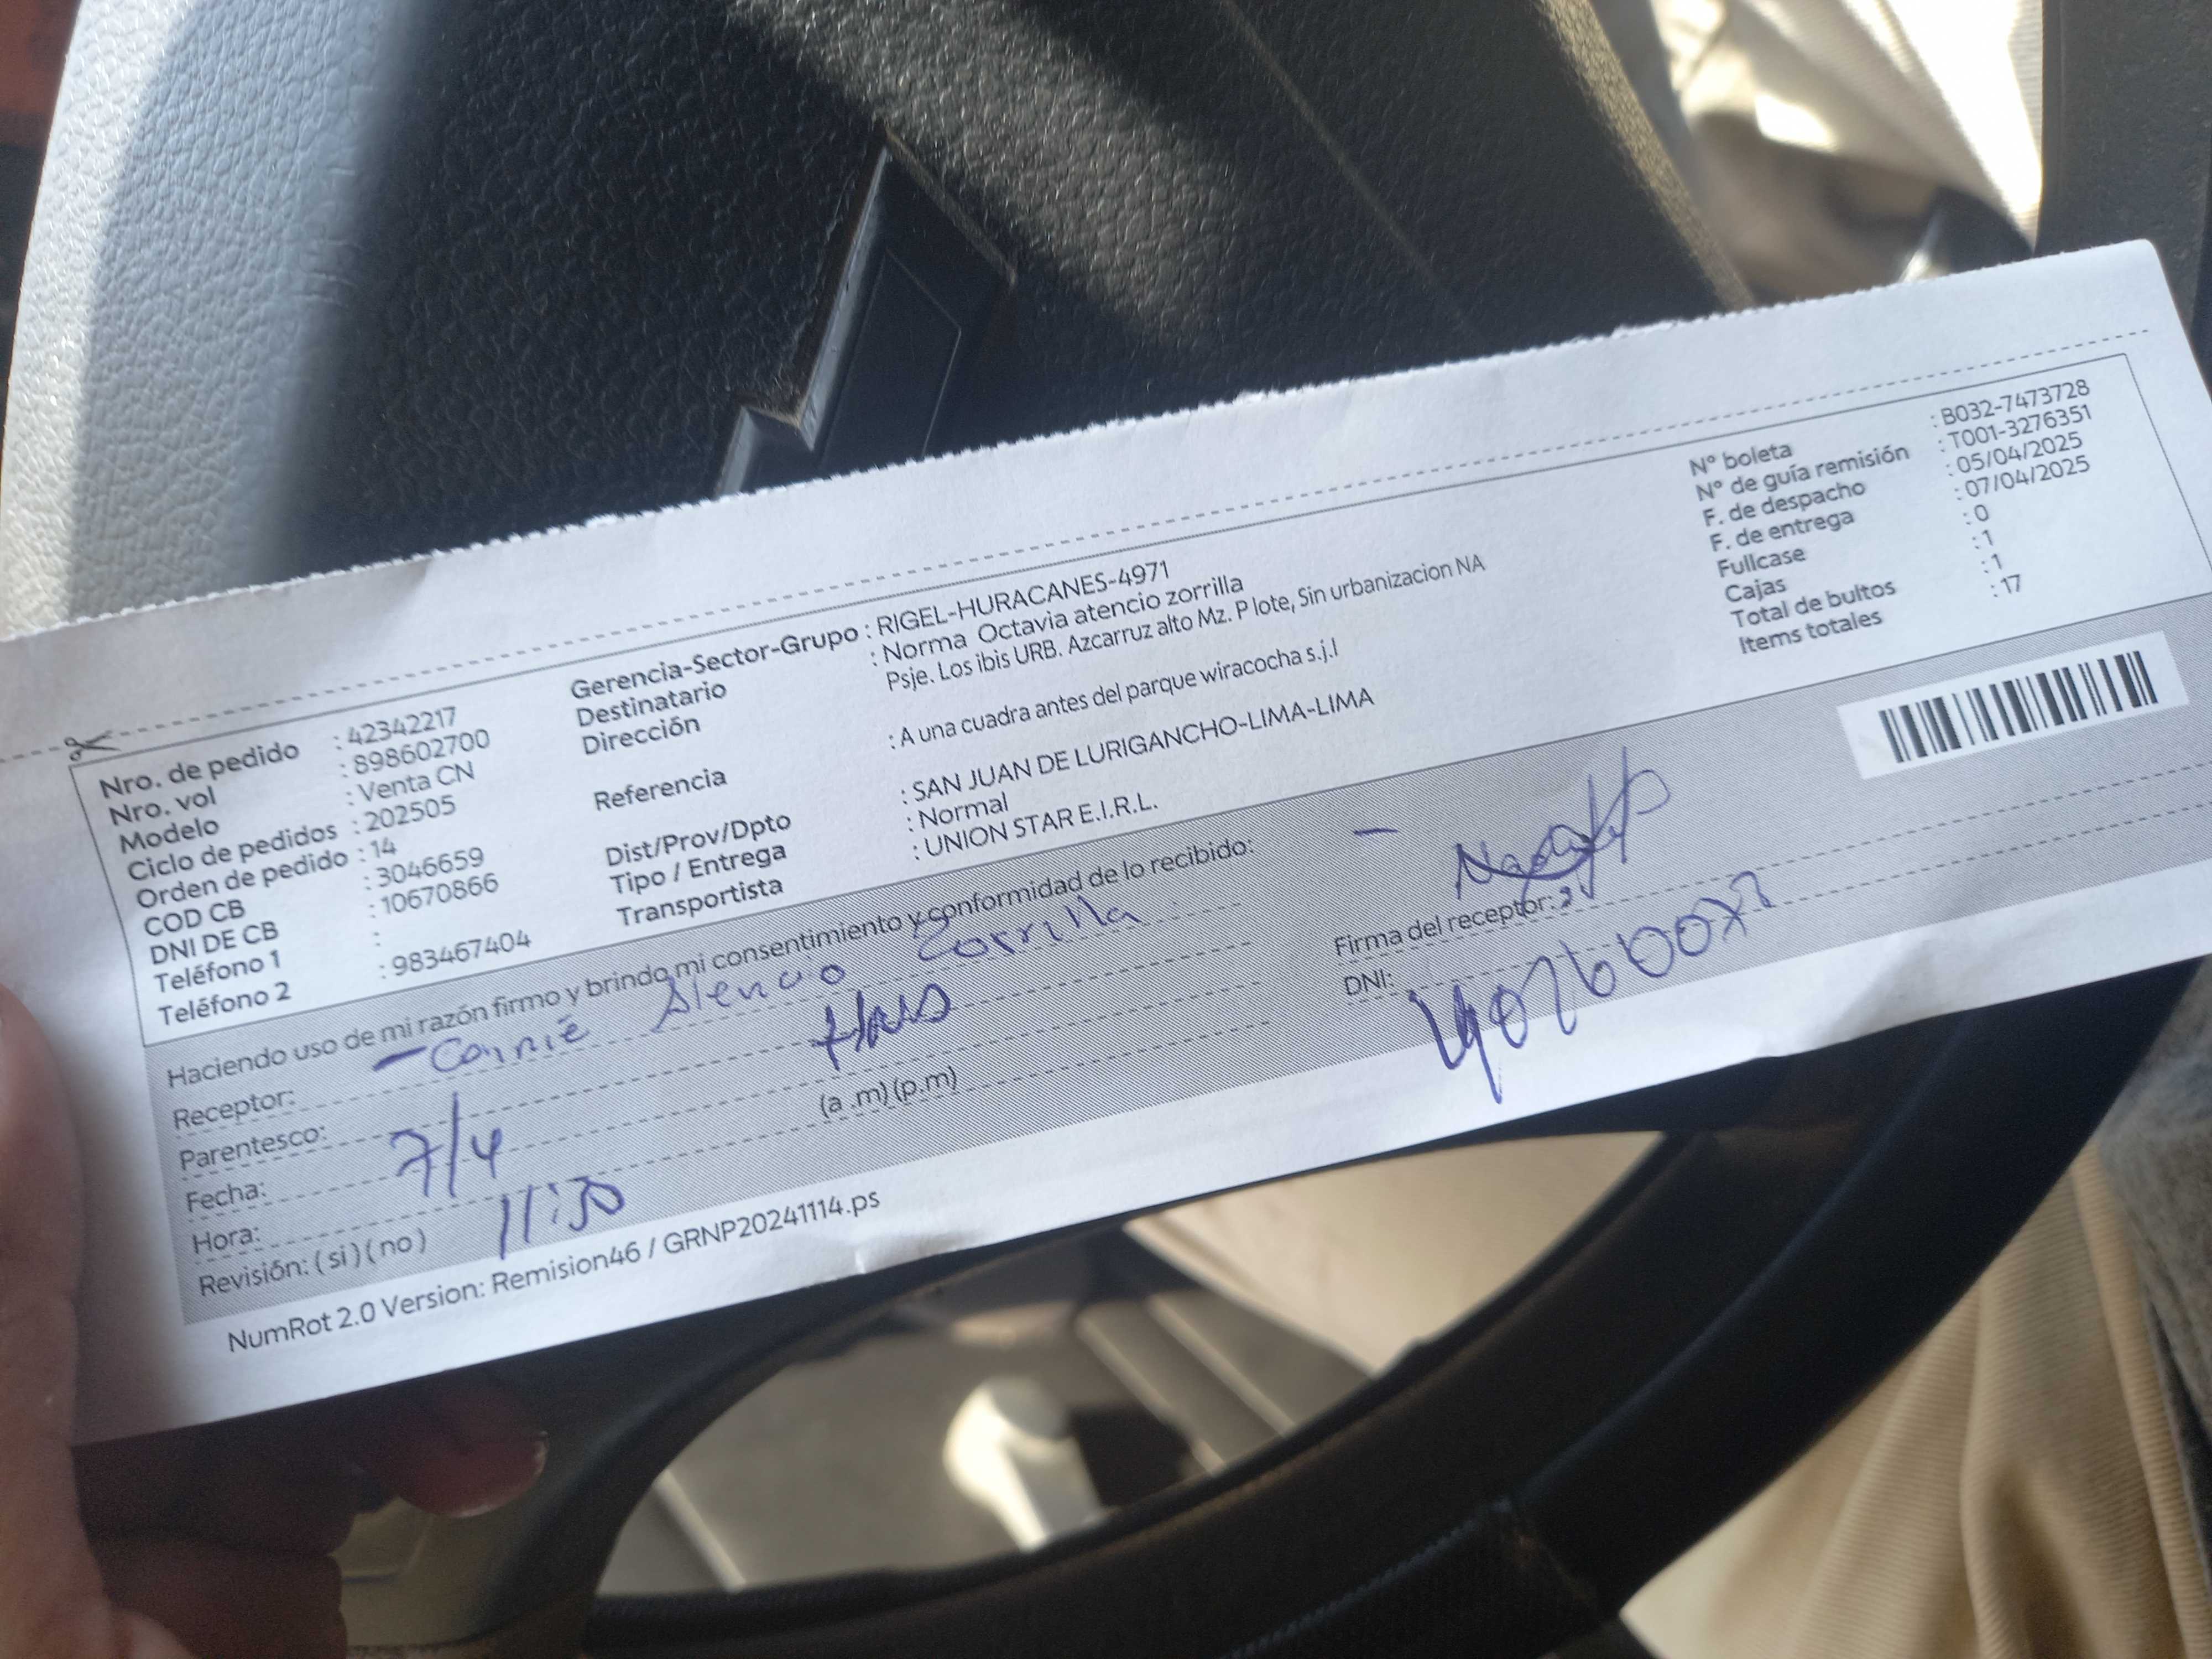 Nro. de pedido : 42342217
Nro. vol : 898602700
Modelo : Venta CN
Ciclo de pedidos : 202505
Orden de pedido : 14
COD CB : 3046659
DNI DE CB : 10670866
Teléfono 1 :
Teléfono 2 : 983467404
Gerencia-Sector-Grupo : RIGEL-HURACANES-4971
Destinatario : Norma Octavia atencio zorrilla
Dirección Psje. Los ibis URB. Azcarruz alto Mz. P lote, Sin urbanizacion NA
Referencia : A una cuadra antes del parque wiracocha s.j.l
Dist/Prov/Dpto : SAN JUAN DE LURIGANCHO-LIMA-LIMA
Tipo / Entrega : Normal
Transportista : UNION STAR E.I.R.L.
N° boleta : B032-7473728
N° de guía remisión : T001-3276351
F. de despacho : 05/04/2025
F. de entrega : 07/04/2025
Fullcase : 0
Cajas : 1
Total de bultos : 1
Items totales : 17
Haciendo uso de mi razón firmo y brindo mi consentimiento y conformidad de lo recibido:
Receptor: Connie Atencio Zorrilla
Parentesco:
Fecha: 7/4
Hora: 11:50 (a .m) (p.m)
Revisión: ( si ) ( no )
Firma del receptor:
DNI:
NumRot 2.0 Version: Remision46 / GRNP20241114.ps